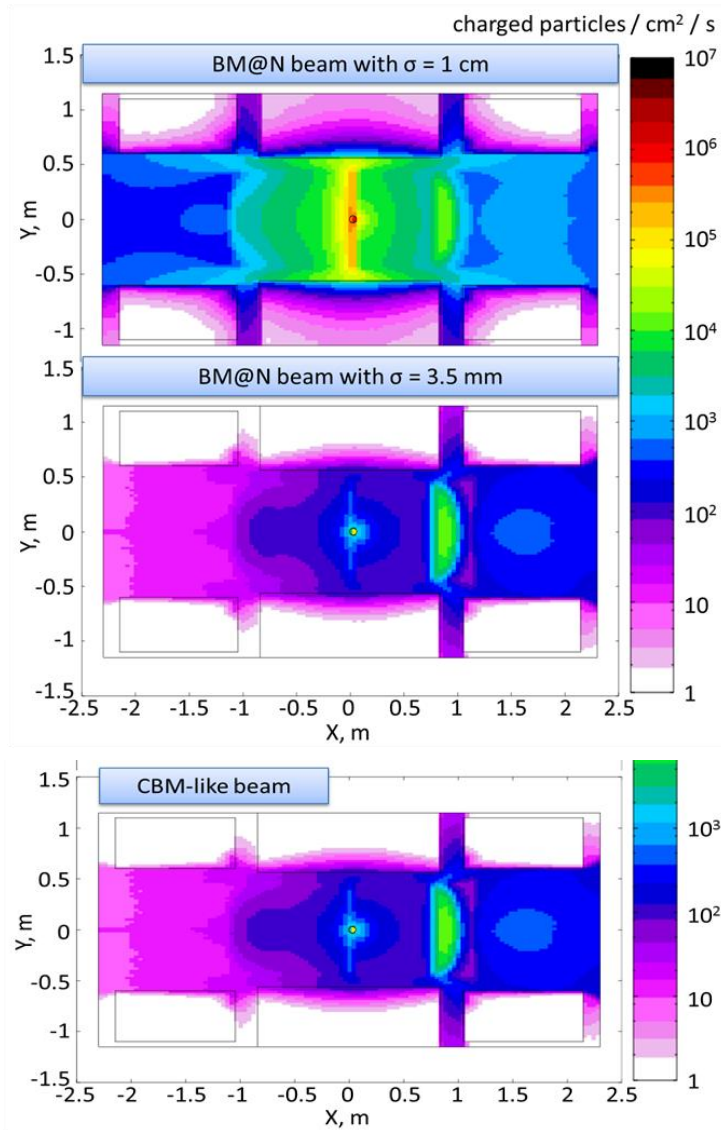 charged particles / cm² / s
BM@N beam with σ = 1 cm
1.5
1
0.5
0
-0.5
-1
Y, m
10⁷
10⁶
10⁵
10⁴
10³
10²
10
1
BM@N beam with σ = 3.5 mm
1.5
1
0.5
0
-0.5
-1
-1.5
Y, m
-2.5 -2 -1.5 -1 -0.5 0 0.5 1 1.5 2 2.5
X, m
CBM-like beam
1.5
1
0.5
0
-0.5
-1
-1.5
Y, m
10³
10²
10
1
-2.5 -2 -1.5 -1 -0.5 0 0.5 1 1.5 2 2.5
X, m